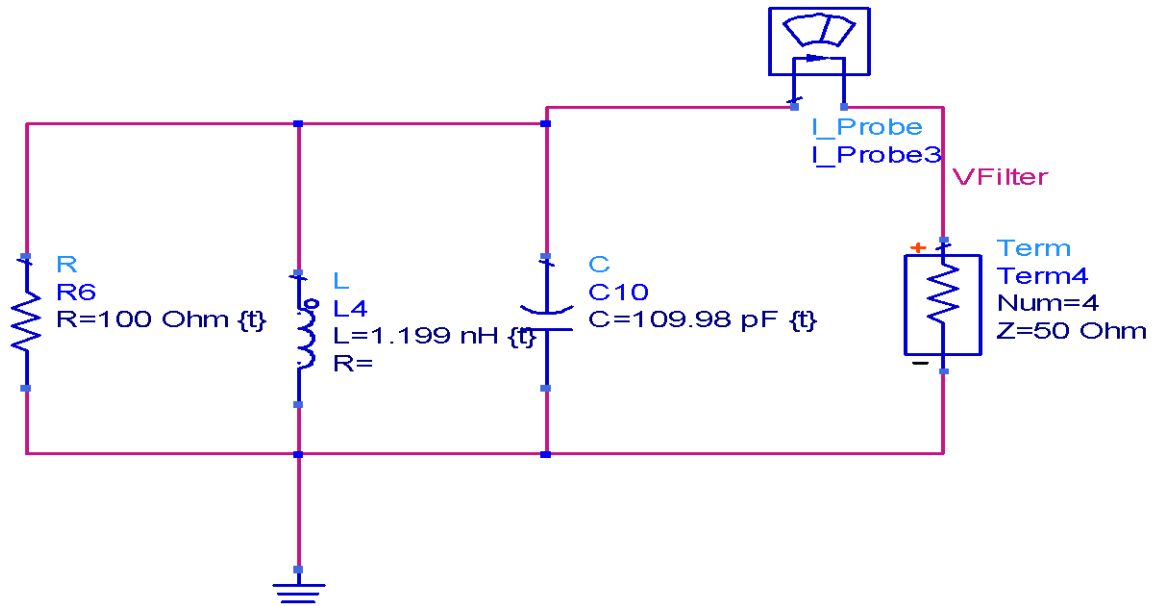 I_Probe
I_Probe3
VFilter
R
R6
R=100 Ohm {t}
L
L4
L=1.199 nH {t}
R=
C
C10
C=109.98 pF {t}
+
Term
Term4
Num=4
Z=50 Ohm
-